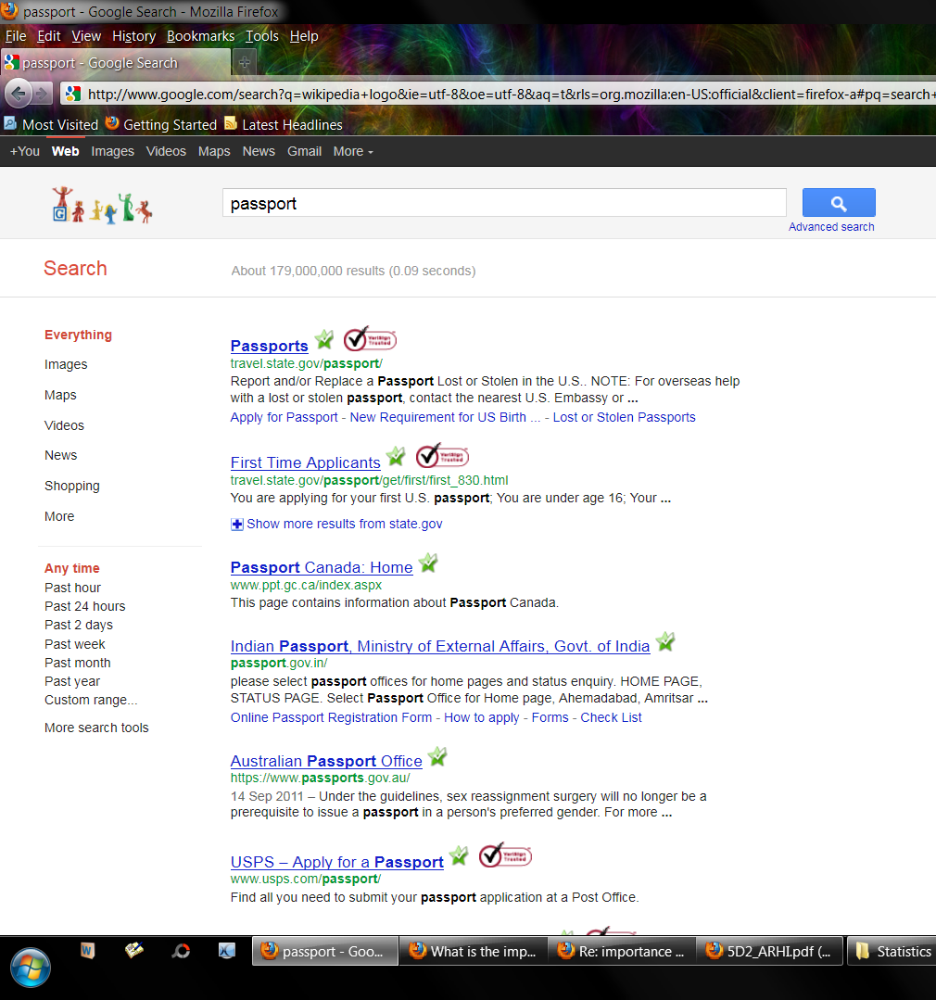 passport - Google Search - Mozilla Firefox
File Edit View History Bookmarks Tools Help
passport - Google Search
http://www.google.com/search?q=wikipedia+logo&ie=utf-8&oe=utf-8&aq=t&rls=org.mozilla:en-US:official&client=firefox-a#pq=search+
Most Visited Getting Started Latest Headlines
+You Web Images Videos Maps News Gmail More
G
passport
Advanced search
Search
About 179,000,000 results (0.09 seconds)
Everything
Images
Maps
Videos
News
Shopping
More
Any time
Past hour
Past 24 hours
Past 2 days
Past week
Past month
Past year
Custom range...
More search tools
Passports VeriSign Trusted
travel.state.gov/passport/
Report and/or Replace a Passport Lost or Stolen in the U.S.. NOTE: For overseas help
with a lost or stolen passport, contact the nearest U.S. Embassy or ...
Apply for Passport - New Requirement for US Birth ... - Lost or Stolen Passports
First Time Applicants VeriSign Trusted
travel.state.gov/passport/get/first/first_830.html
You are applying for your first U.S. passport; You are under age 16; Your ...
Show more results from state.gov
Passport Canada: Home
www.ppt.gc.ca/index.aspx
This page contains information about Passport Canada.
Indian Passport, Ministry of External Affairs, Govt. of India
passport.gov.in/
please select passport offices for home pages and status enquiry. HOME PAGE,
STATUS PAGE. Select Passport Office for Home page, Ahemadabad, Amritsar ...
Online Passport Registration Form - How to apply - Forms - Check List
Australian Passport Office
https://www.passports.gov.au/
14 Sep 2011 – Under the guidelines, sex reassignment surgery will no longer be a
prerequisite to issue a passport in a person's preferred gender. For more ...
USPS – Apply for a Passport VeriSign Trusted
www.usps.com/passport/
Find all you need to submit your passport application at a Post Office.
passport - Goo... What is the imp... Re: importance ... 5D2_ARHI.pdf (... Statistics